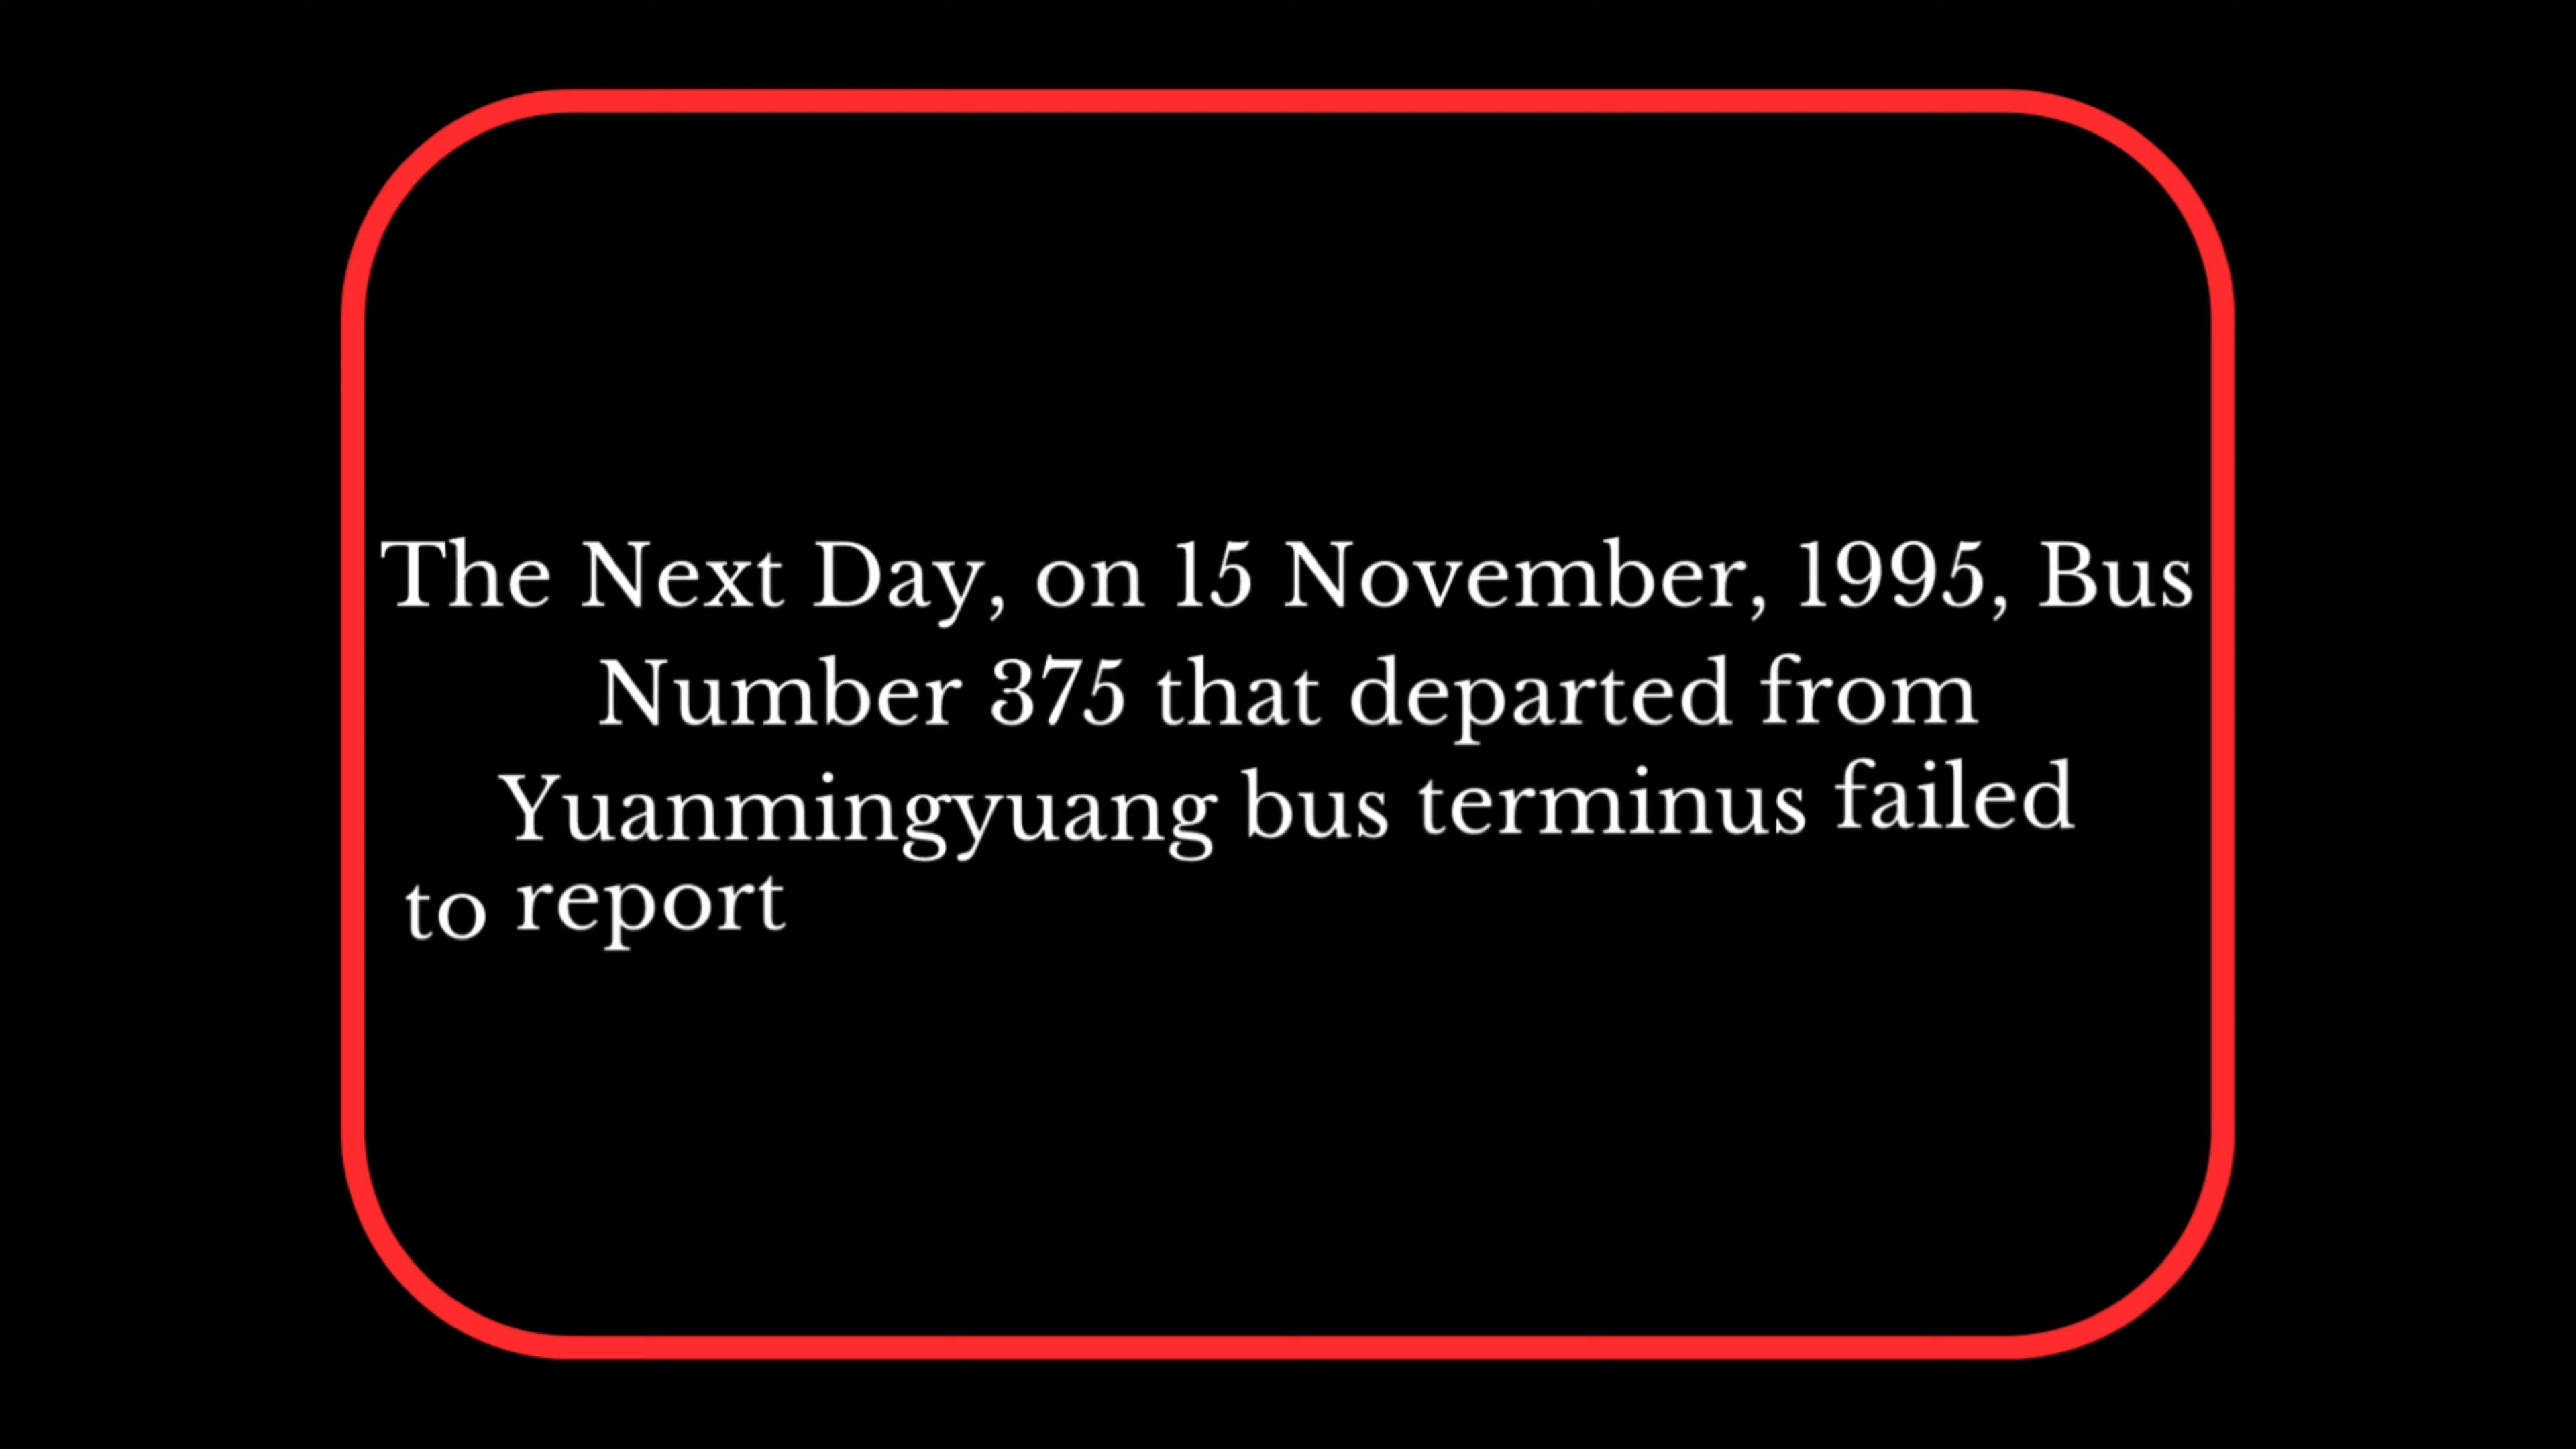 The Next Day, on 15 November, 1995, Bus
Number 375 that departed from
Yuanmingyuang bus terminus failed
to report